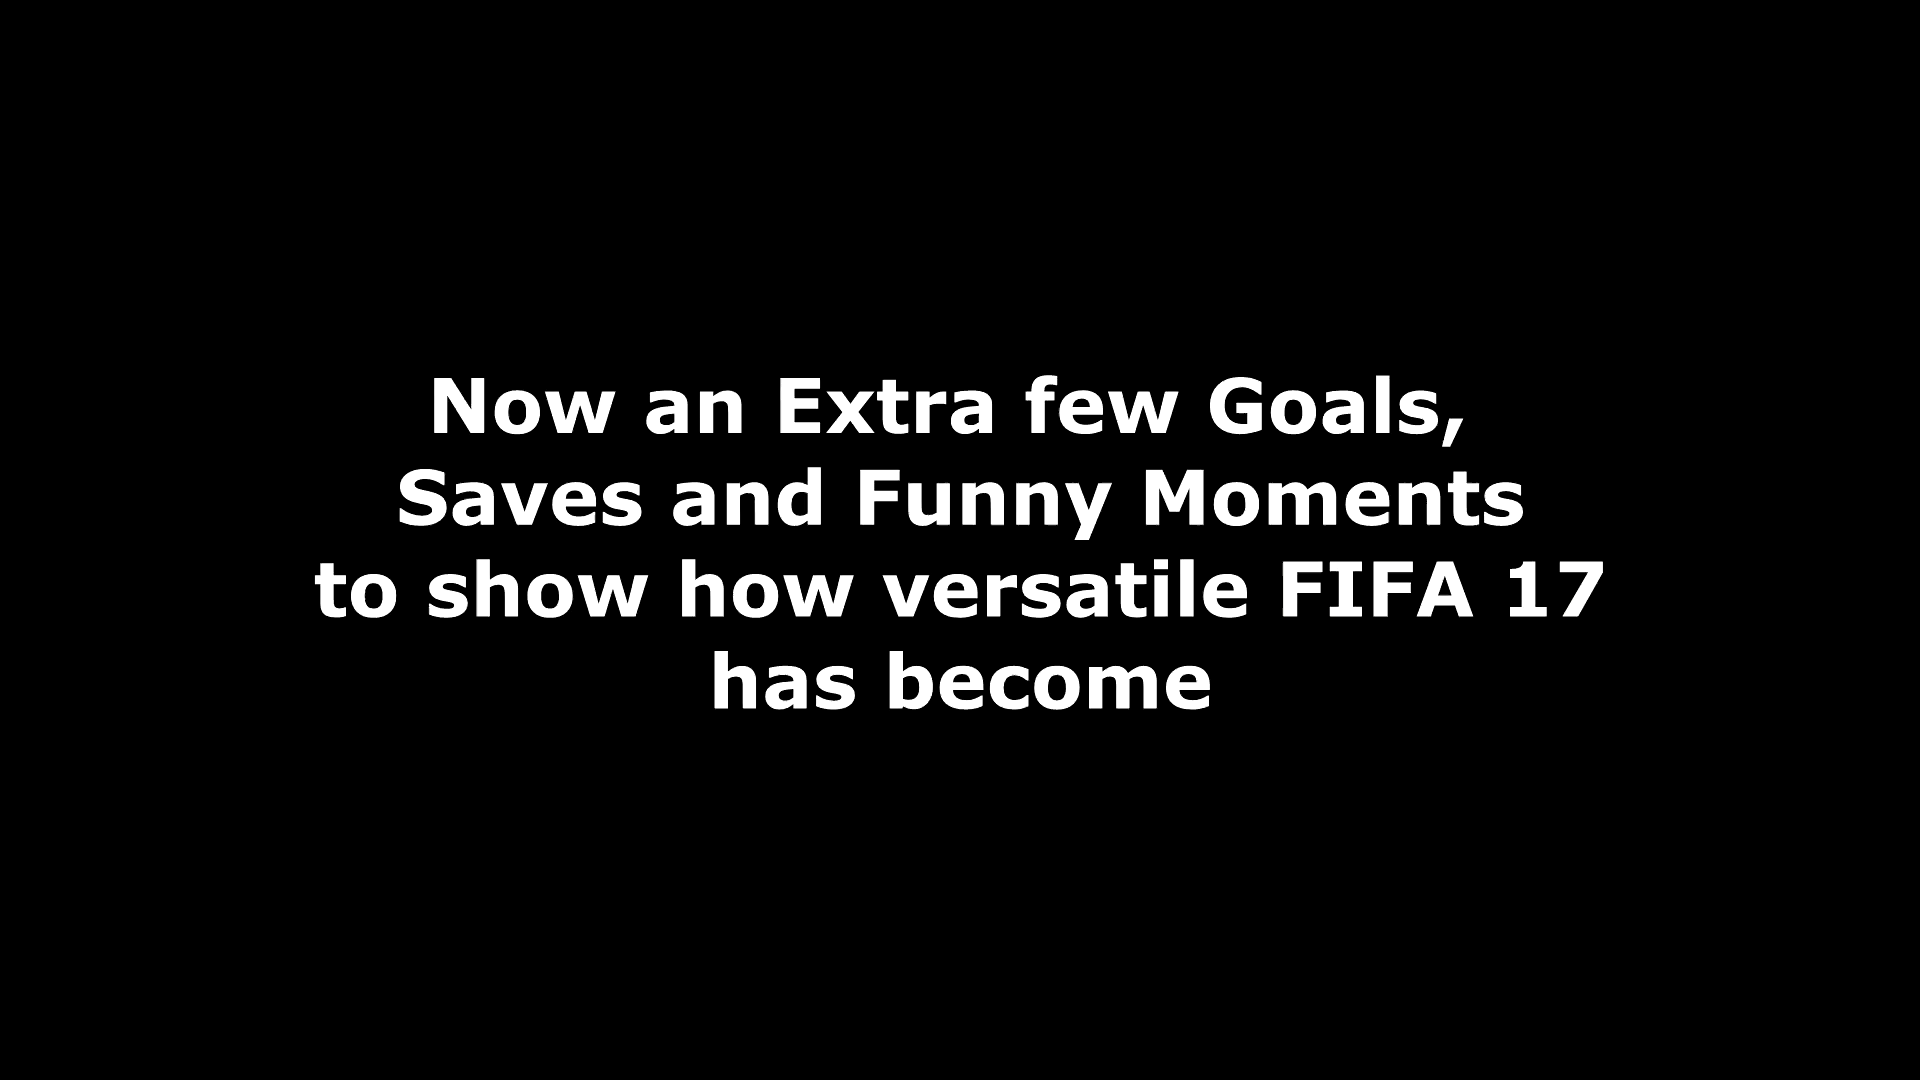 Now an Extra few Goals,
Saves and Funny Moments
to show how versatile FIFA 17
has become